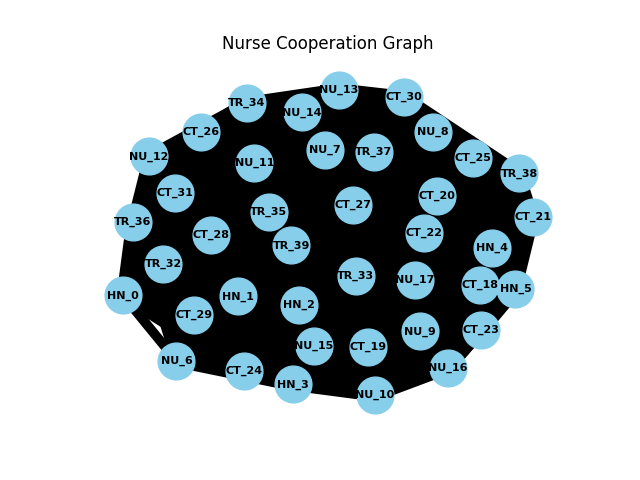 Nurse Cooperation Graph
NU_13
CT_30
TR_34
NU_14
CT_26
NU_8
NU_7
TR_37
NU_12
CT_25
NU_11
TR_38
CT_31
CT_20
CT_27
TR_35
CT_21
TR_36
CT_22
CT_28
TR_39
HN_4
TR_32
TR_33
NU_17
CT_18
HN_5
HN_0
HN_1
HN_2
CT_29
CT_23
NU_9
NU_15
CT_19
NU_6
NU_16
CT_24
HN_3
NU_10